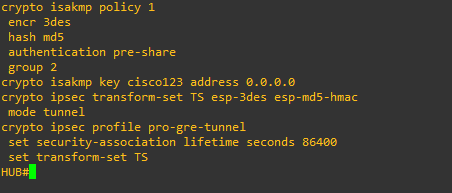 crypto isakmp policy 1
 encr 3des
 hash md5
 authentication pre-share
 group 2
crypto isakmp key cisco123 address 0.0.0.0
crypto ipsec transform-set TS esp-3des esp-md5-hmac
 mode tunnel
crypto ipsec profile pro-gre-tunnel
 set security-association lifetime seconds 86400
 set transform-set TS
HUB#